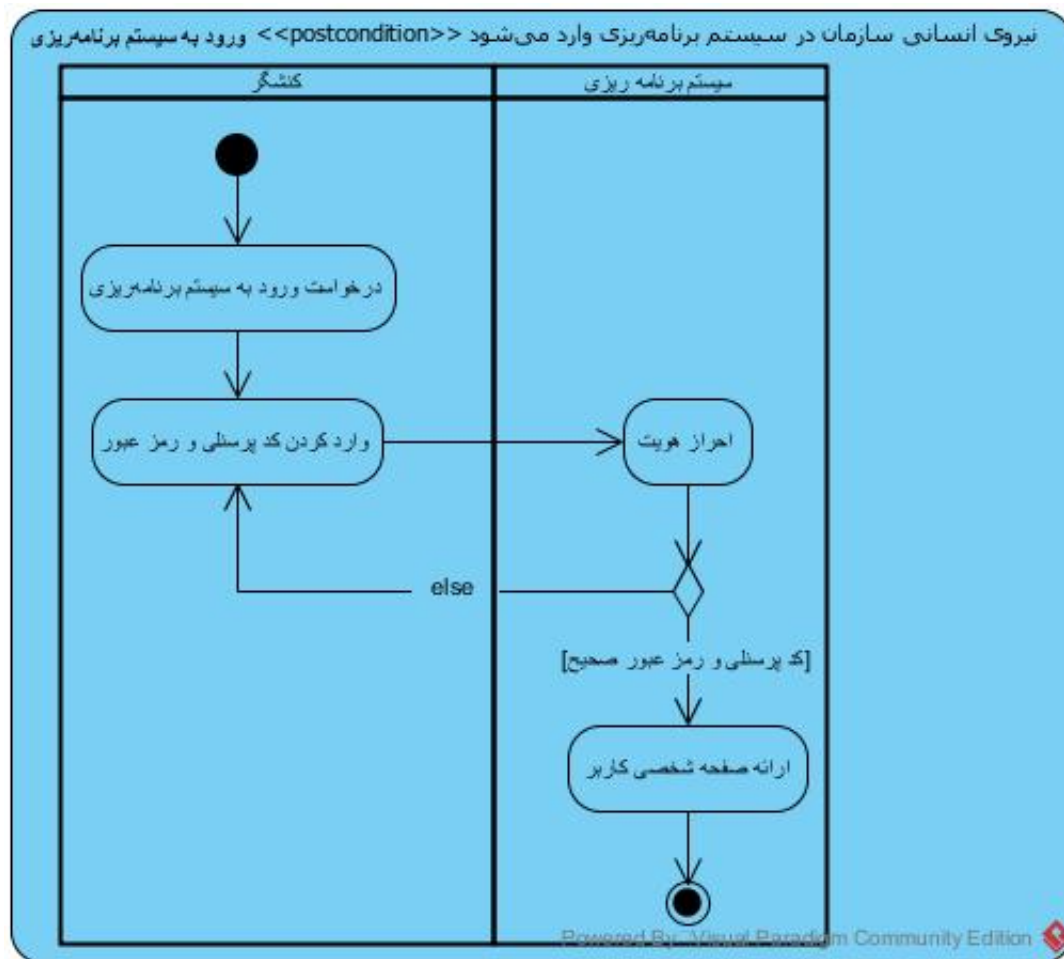 ورود به سیستم برنامه‌ریزی <<postcondition>> نیروی انسانی سازمان در سیستم برنامه‌ریزی وارد می‌شود
کنشگر
سیستم برنامه ریزی
درخواست ورود به سیستم برنامه‌ریزی
وارد کردن کد پرسنلی و رمز عبور
احراز هویت
else
[کد پرسنلی و رمز عبور صحیح]
ارائه صفحه شخصی کاربر
Powered By Visual Paradigm Community Edition